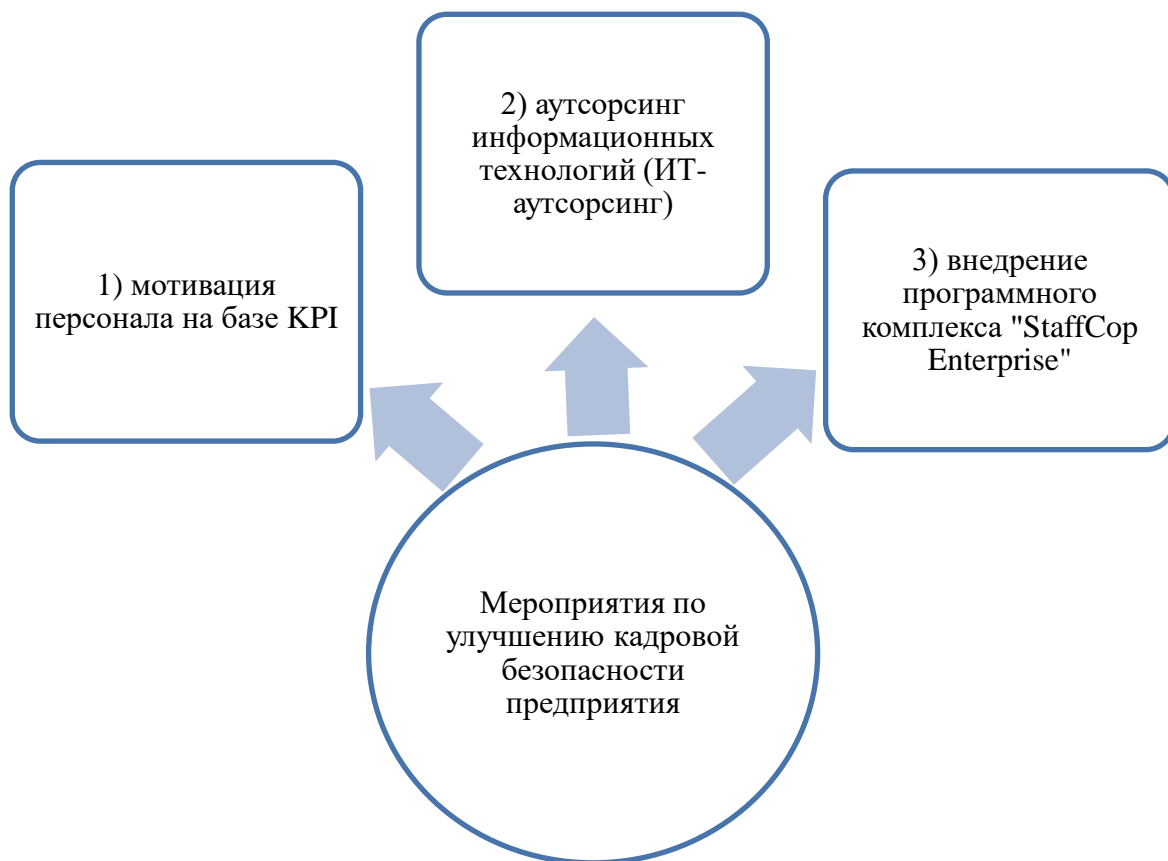 1) мотивация
персонала на базе KPI
2) аутсорсинг
информационных
технологий (ИТ-
аутсорсинг)
3) внедрение
программного
комплекса "StaffCop
Enterprise"
Мероприятия по
улучшению кадровой
безопасности
предприятия